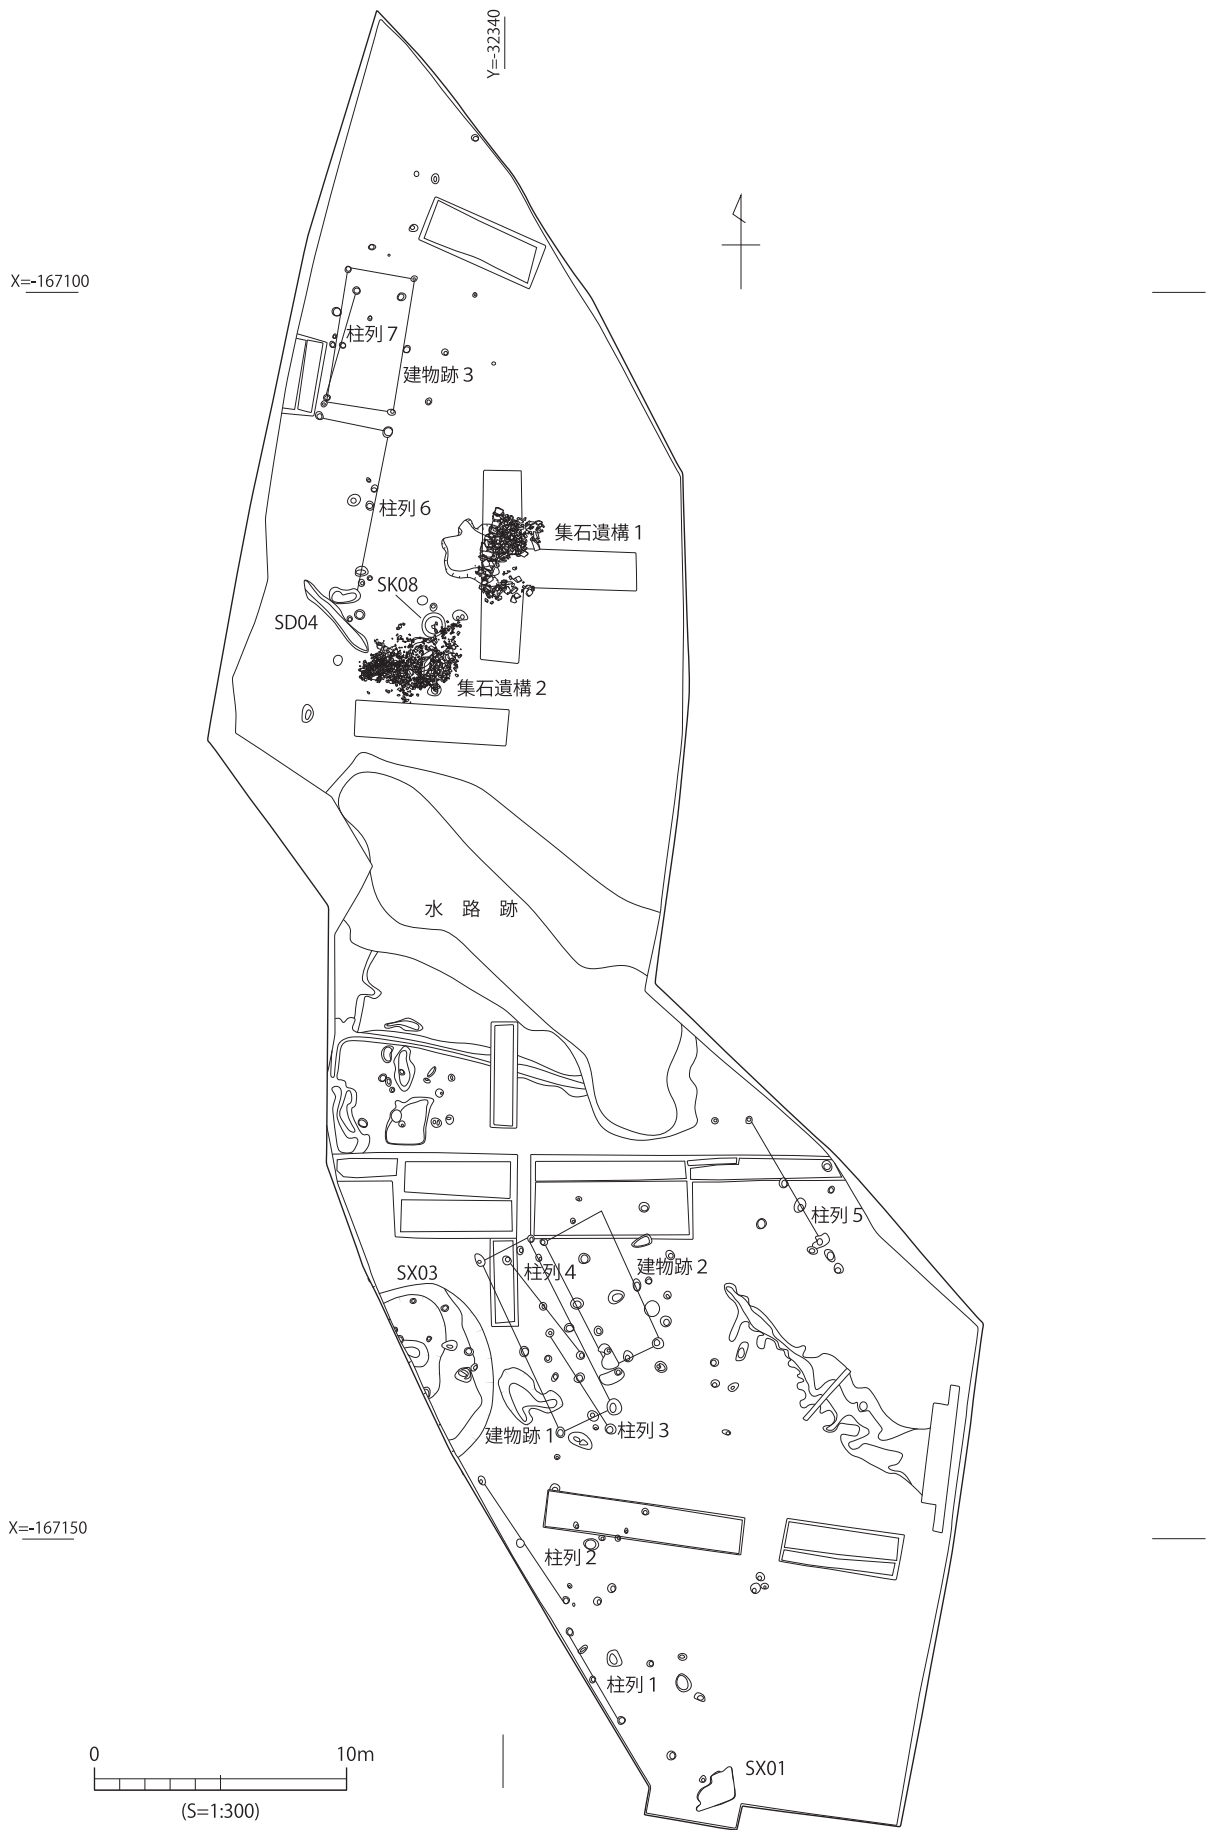 Y=-32340
X=-167100
柱列 7
建物跡 3
柱列 6
集石遺構 1
SK08
SD04
集石遺構 2
水 路 跡
柱列 5
建物跡 2
柱列 4
SX03
柱列 3
建物跡 1
X=-167150
柱列 2
柱列 1
SX01
0 10m
(S=1:300)